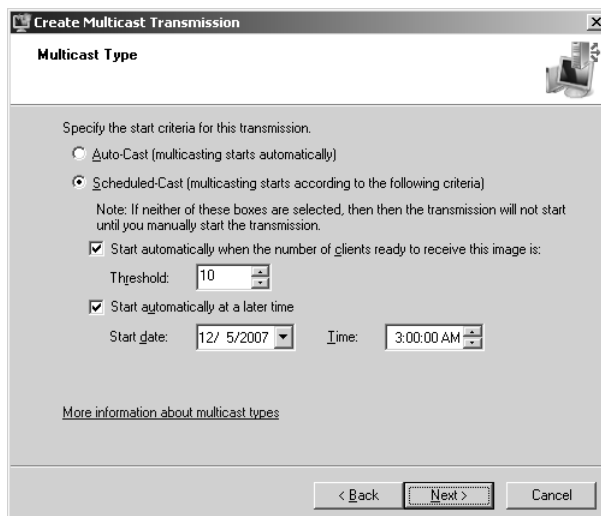 Create Multicast Transmission
Multicast Type
Specify the start criteria for this transmission.
Auto-Cast (multicasting starts automatically)
Scheduled-Cast (multicasting starts according to the following criteria)
Note: If neither of these boxes are selected, then then the transmission will not start
until you manually start the transmission.
Start automatically when the number of clients ready to receive this image is:
Threshold: 10
Start automatically at a later time
Start date: 12/ 5/2007 Time: 3:00:00 AM
More information about multicast types
< Back Next > Cancel